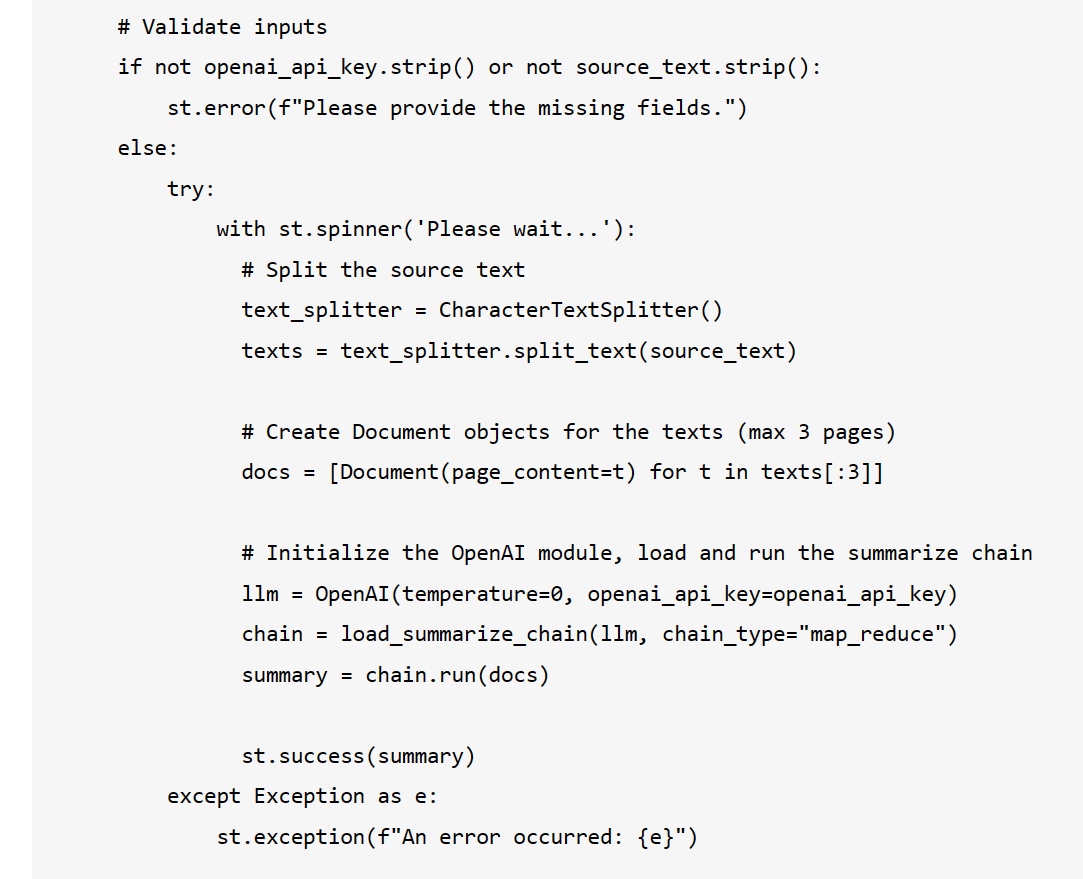 # Validate inputs
if not openai_api_key.strip() or not source_text.strip():
st.error(f"Please provide the missing fields.")
else:
try:
with st.spinner('Please wait...'):
# Split the source text
text_splitter = CharacterTextSplitter()
texts = text_splitter.split_text(source_text)
# Create Document objects for the texts (max 3 pages)
docs = [Document(page_content=t) for t in texts[:3]]
# Initialize the OpenAI module, load and run the summarize chain
llm = OpenAI(temperature=0, openai_api_key=openai_api_key)
chain = load_summarize_chain(llm, chain_type="map_reduce")
summary = chain.run(docs)
st.success(summary)
except Exception as e:
st.exception(f"An error occurred: {e}")